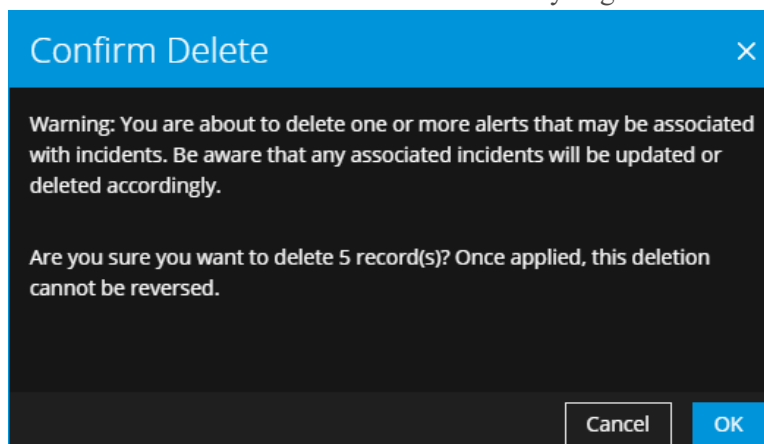 Confirm Delete
Warning: You are about to delete one or more alerts that may be associated
with incidents. Be aware that any associated incidents will be updated or
deleted accordingly.
Are you sure you want to delete 5 record(s)? Once applied, this deletion
cannot be reversed.
Cancel OK